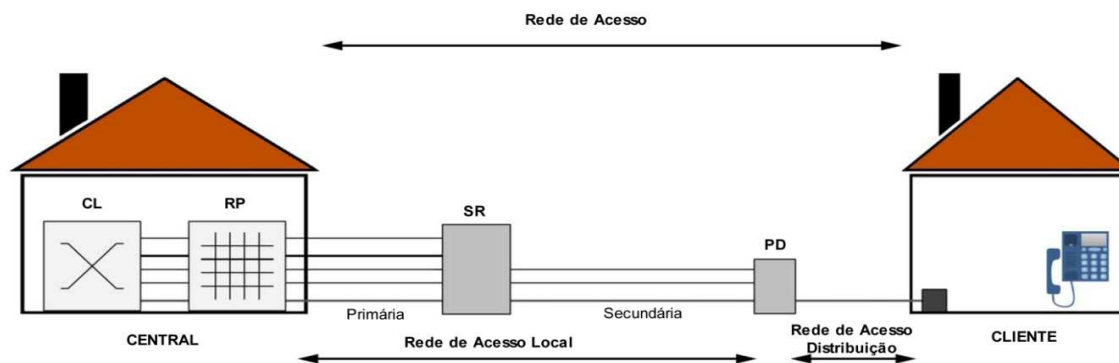 Rede de Acesso
CL
RP
SR
PD
Primária
Secundária
CENTRAL
Rede de Acesso Local
Rede de Acesso
Distribuição
CLIENTE